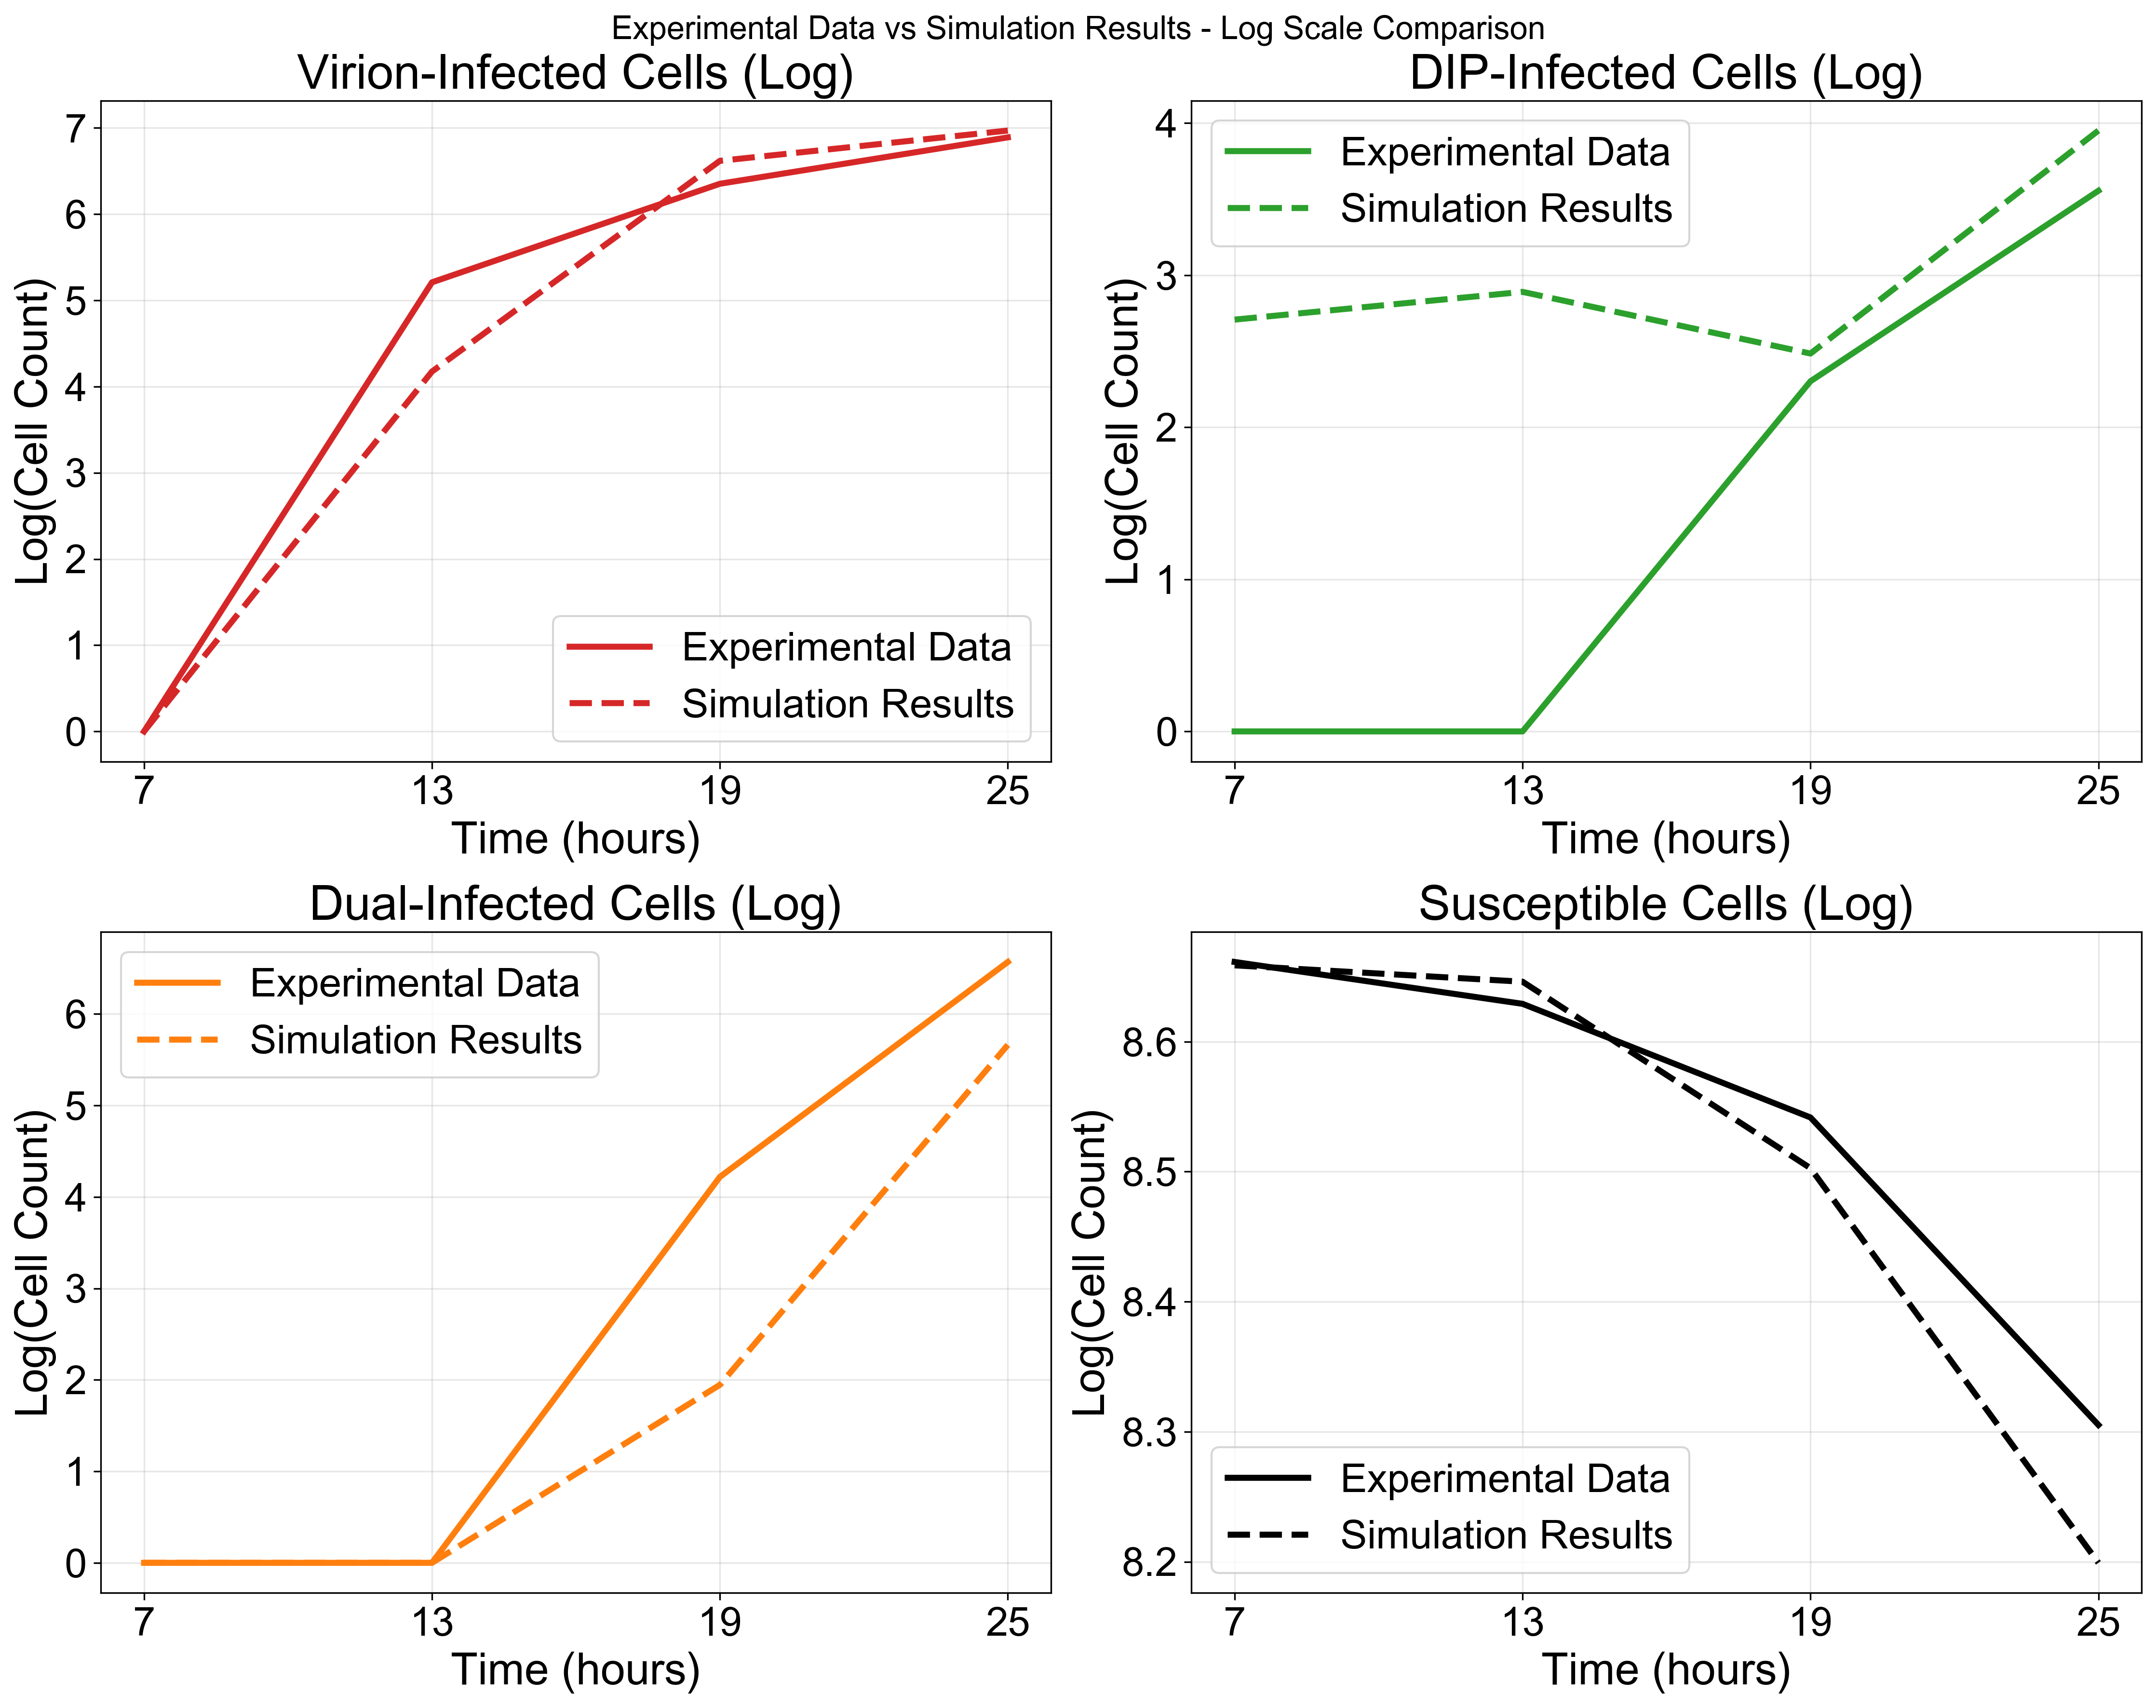 Experimental Data vs Simulation Results - Log Scale Comparison
Virion-Infected Cells (Log)
Log(Cell Count)
7
6
5
4
3
2
1
0
Experimental Data
Simulation Results
7 13 19 25
Time (hours)
DIP-Infected Cells (Log)
Log(Cell Count)
4
3
2
1
0
Experimental Data
Simulation Results
7 13 19 25
Time (hours)
Dual-Infected Cells (Log)
Log(Cell Count)
6
5
4
3
2
1
0
Experimental Data
Simulation Results
7 13 19 25
Time (hours)
Susceptible Cells (Log)
Log(Cell Count)
8.6
8.5
8.4
8.3
8.2
Experimental Data
Simulation Results
7 13 19 25
Time (hours)